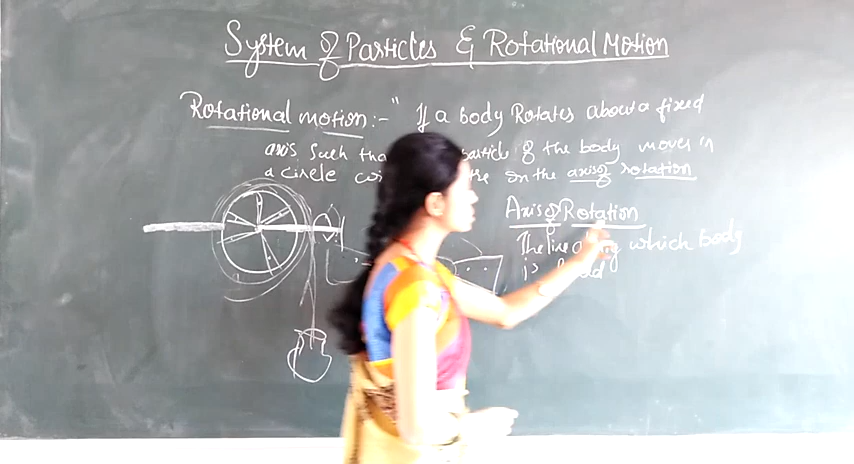 System of Particles & Rotational Motion
Rotational motion:- " If a body Rotates about a fixed
axis such tha particle of the body moves in
a circle on the axis of rotation
Axis of Rotation
The line which body
is